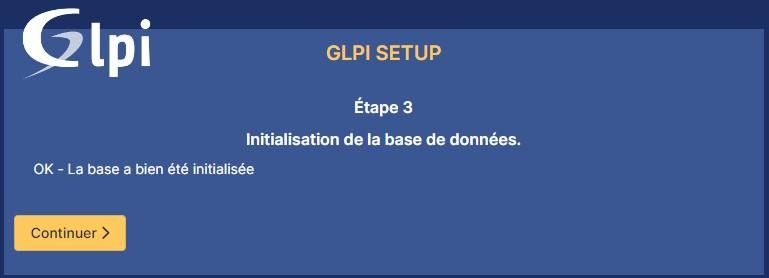 Glpi
GLPI SETUP
Étape 3
Initialisation de la base de données.
OK - La base a bien été initialisée
Continuer